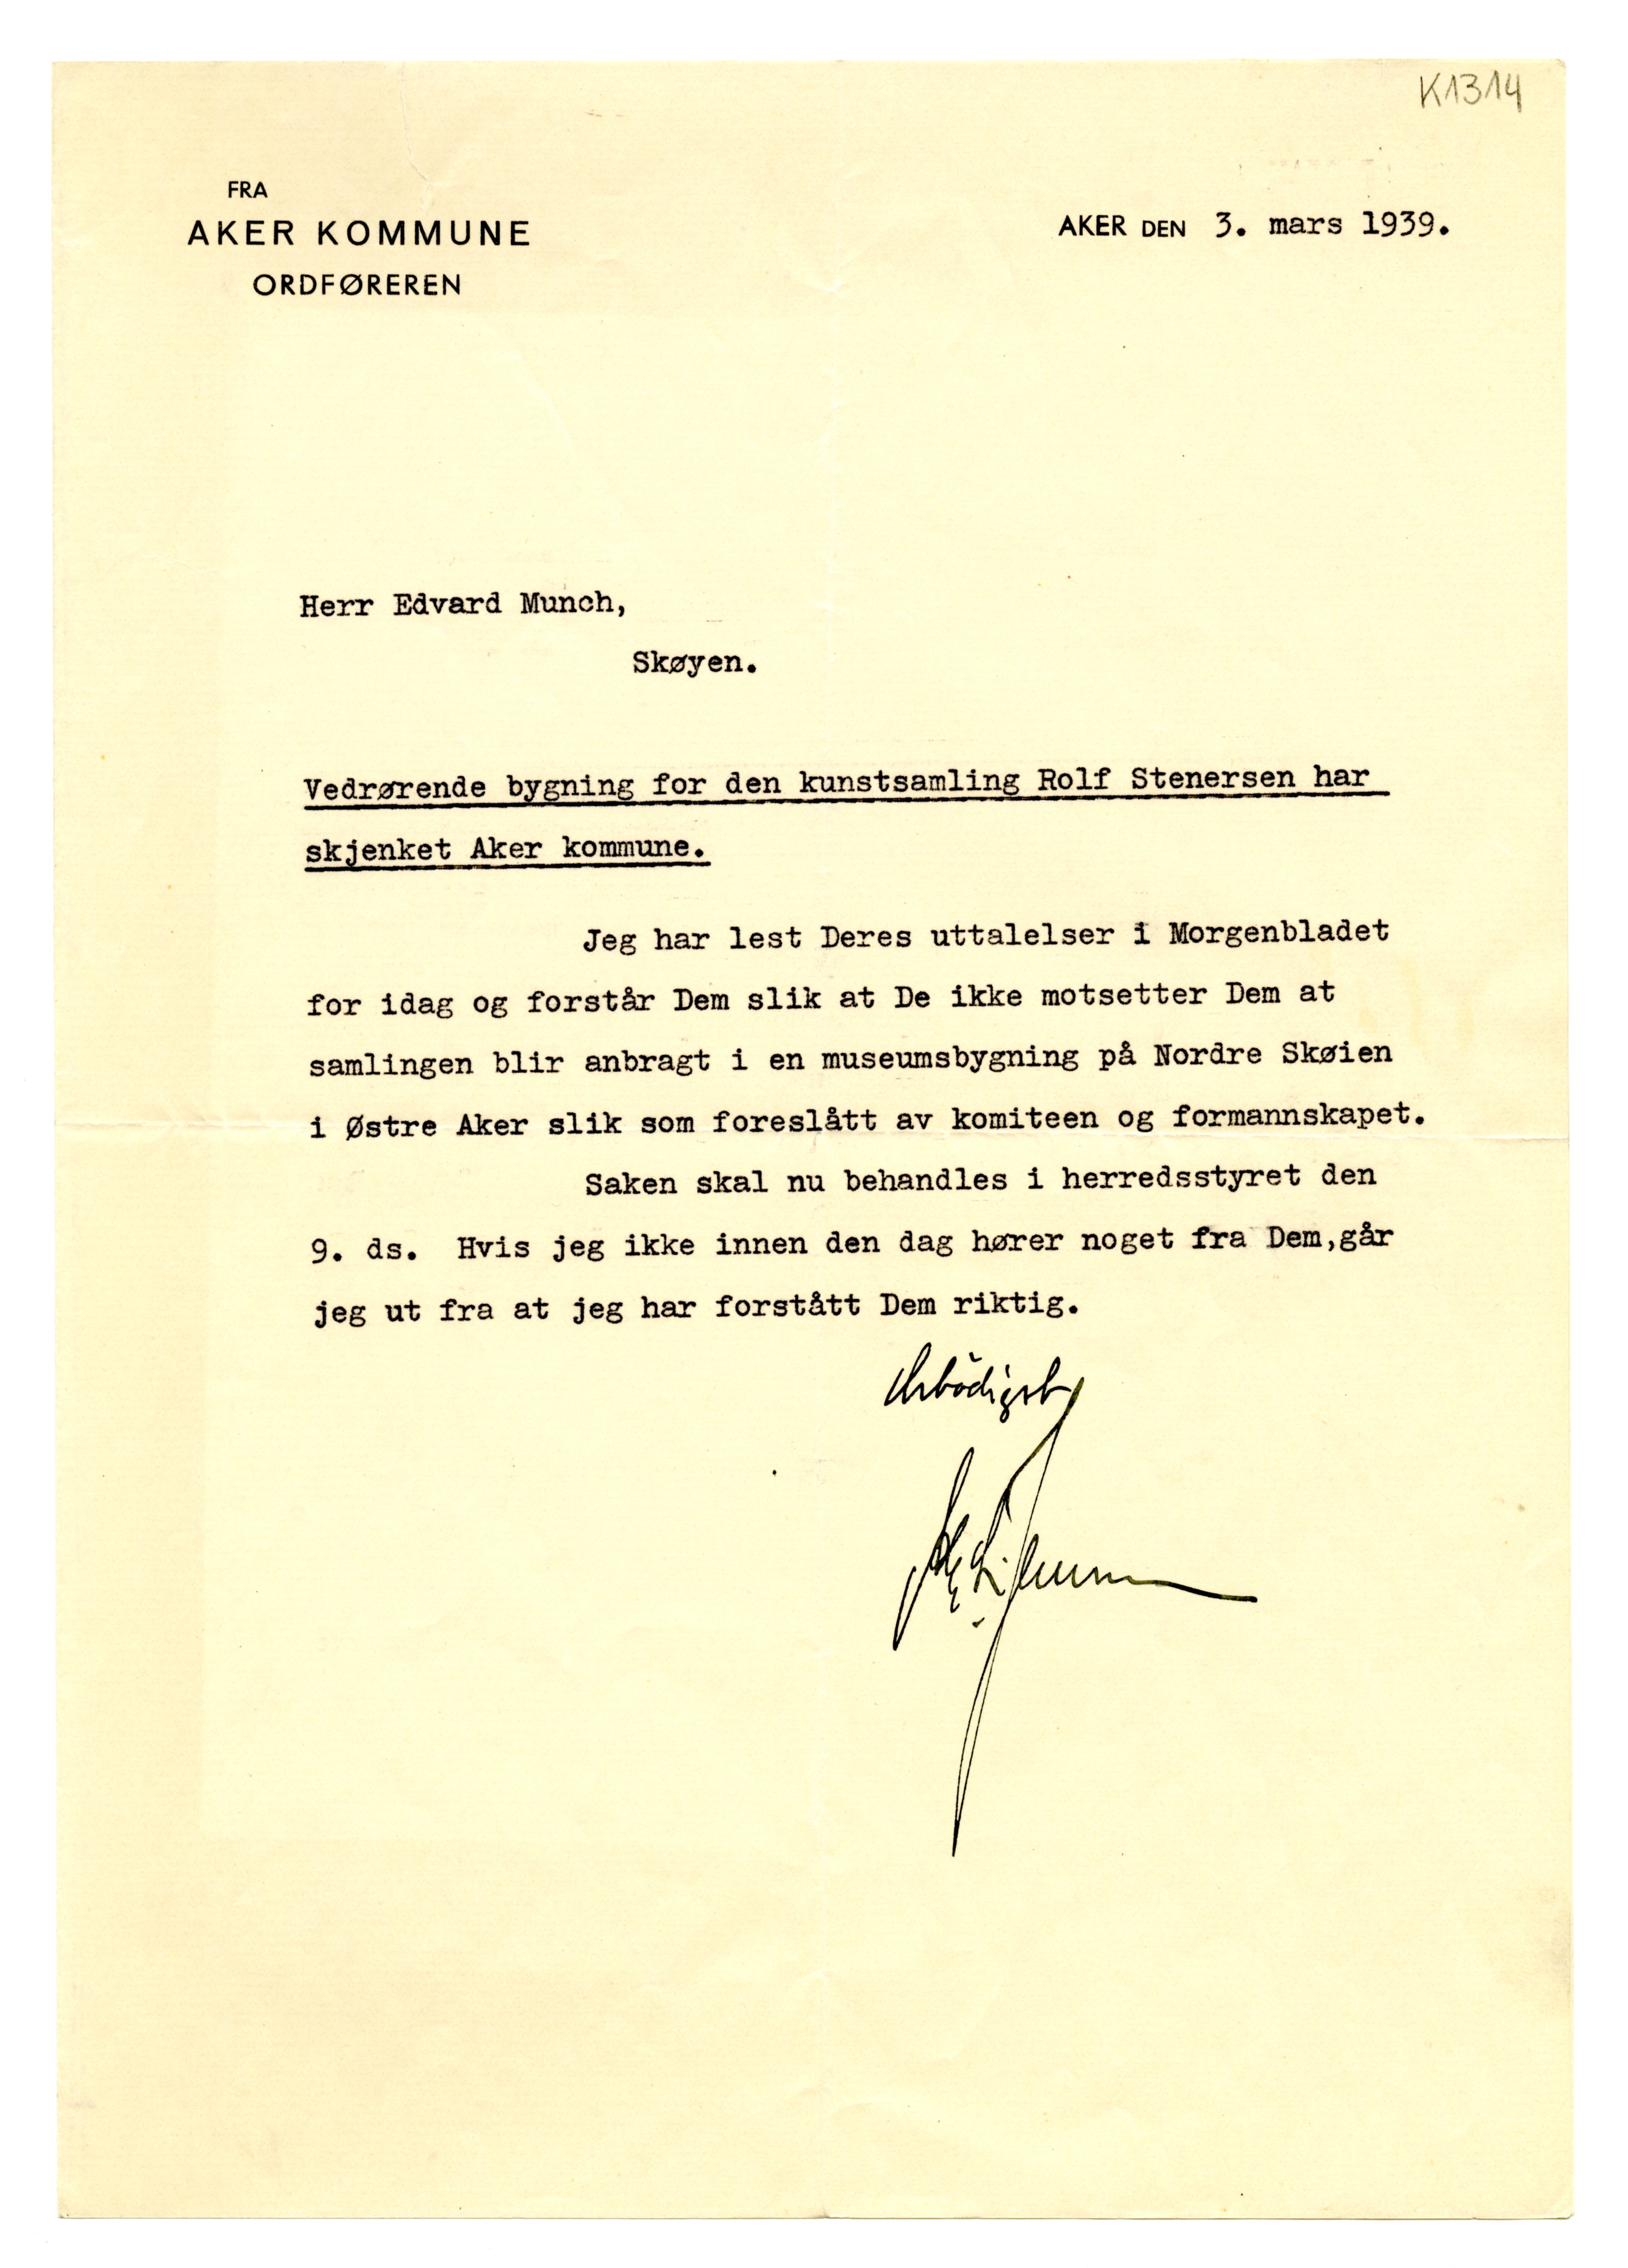 K1314
FRA
AKER KOMMUNE
ORDFØREREN
AKER DEN 3. mars 1939.
Herr Edvard Munch,
Skøyen.
Vedrørende bygning for den kunstsamling Rolf Stenersen har
skjenket Aker kommune.
Jeg har lest Deres uttalelser i Morgenbladet
for idag og forstår Dem slik at De ikke motsetter Dem at
samlingen blir anbragt i en museumsbygning på Nordre Skøien
i Østre Aker slik som foreslått av komiteen og formannskapet.
Saken skal nu behandles i herredsstyret den
9. ds. Hvis jeg ikke innen den dag hører noget fra Dem,går
jeg ut fra at jeg har forstått Dem riktig.
Ærbödigst